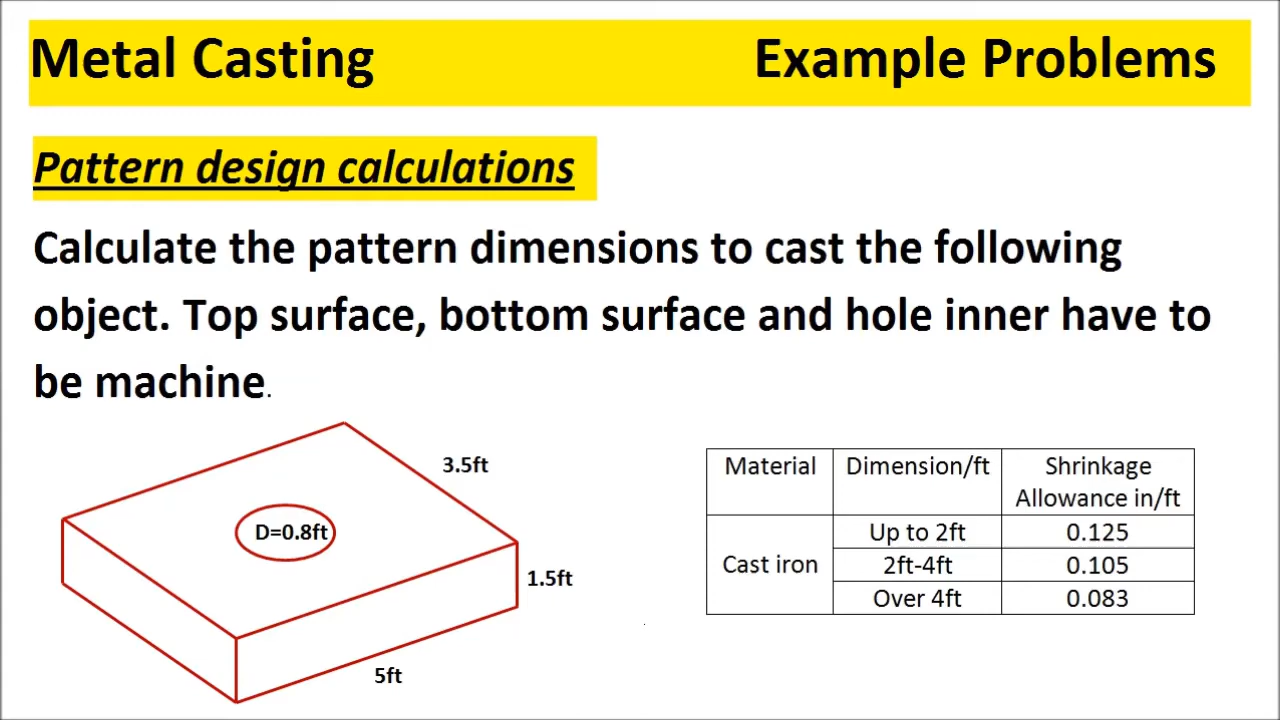 Metal Casting Example Problems
Pattern design calculations
Calculate the pattern dimensions to cast the following
object. Top surface, bottom surface and hole inner have to
be machine.
3.5ft
D=0.8ft
1.5ft
5ft
Material Dimension/ft Shrinkage
Allowance in/ft
Up to 2ft 0.125
Cast iron 2ft-4ft 0.105
Over 4ft 0.083